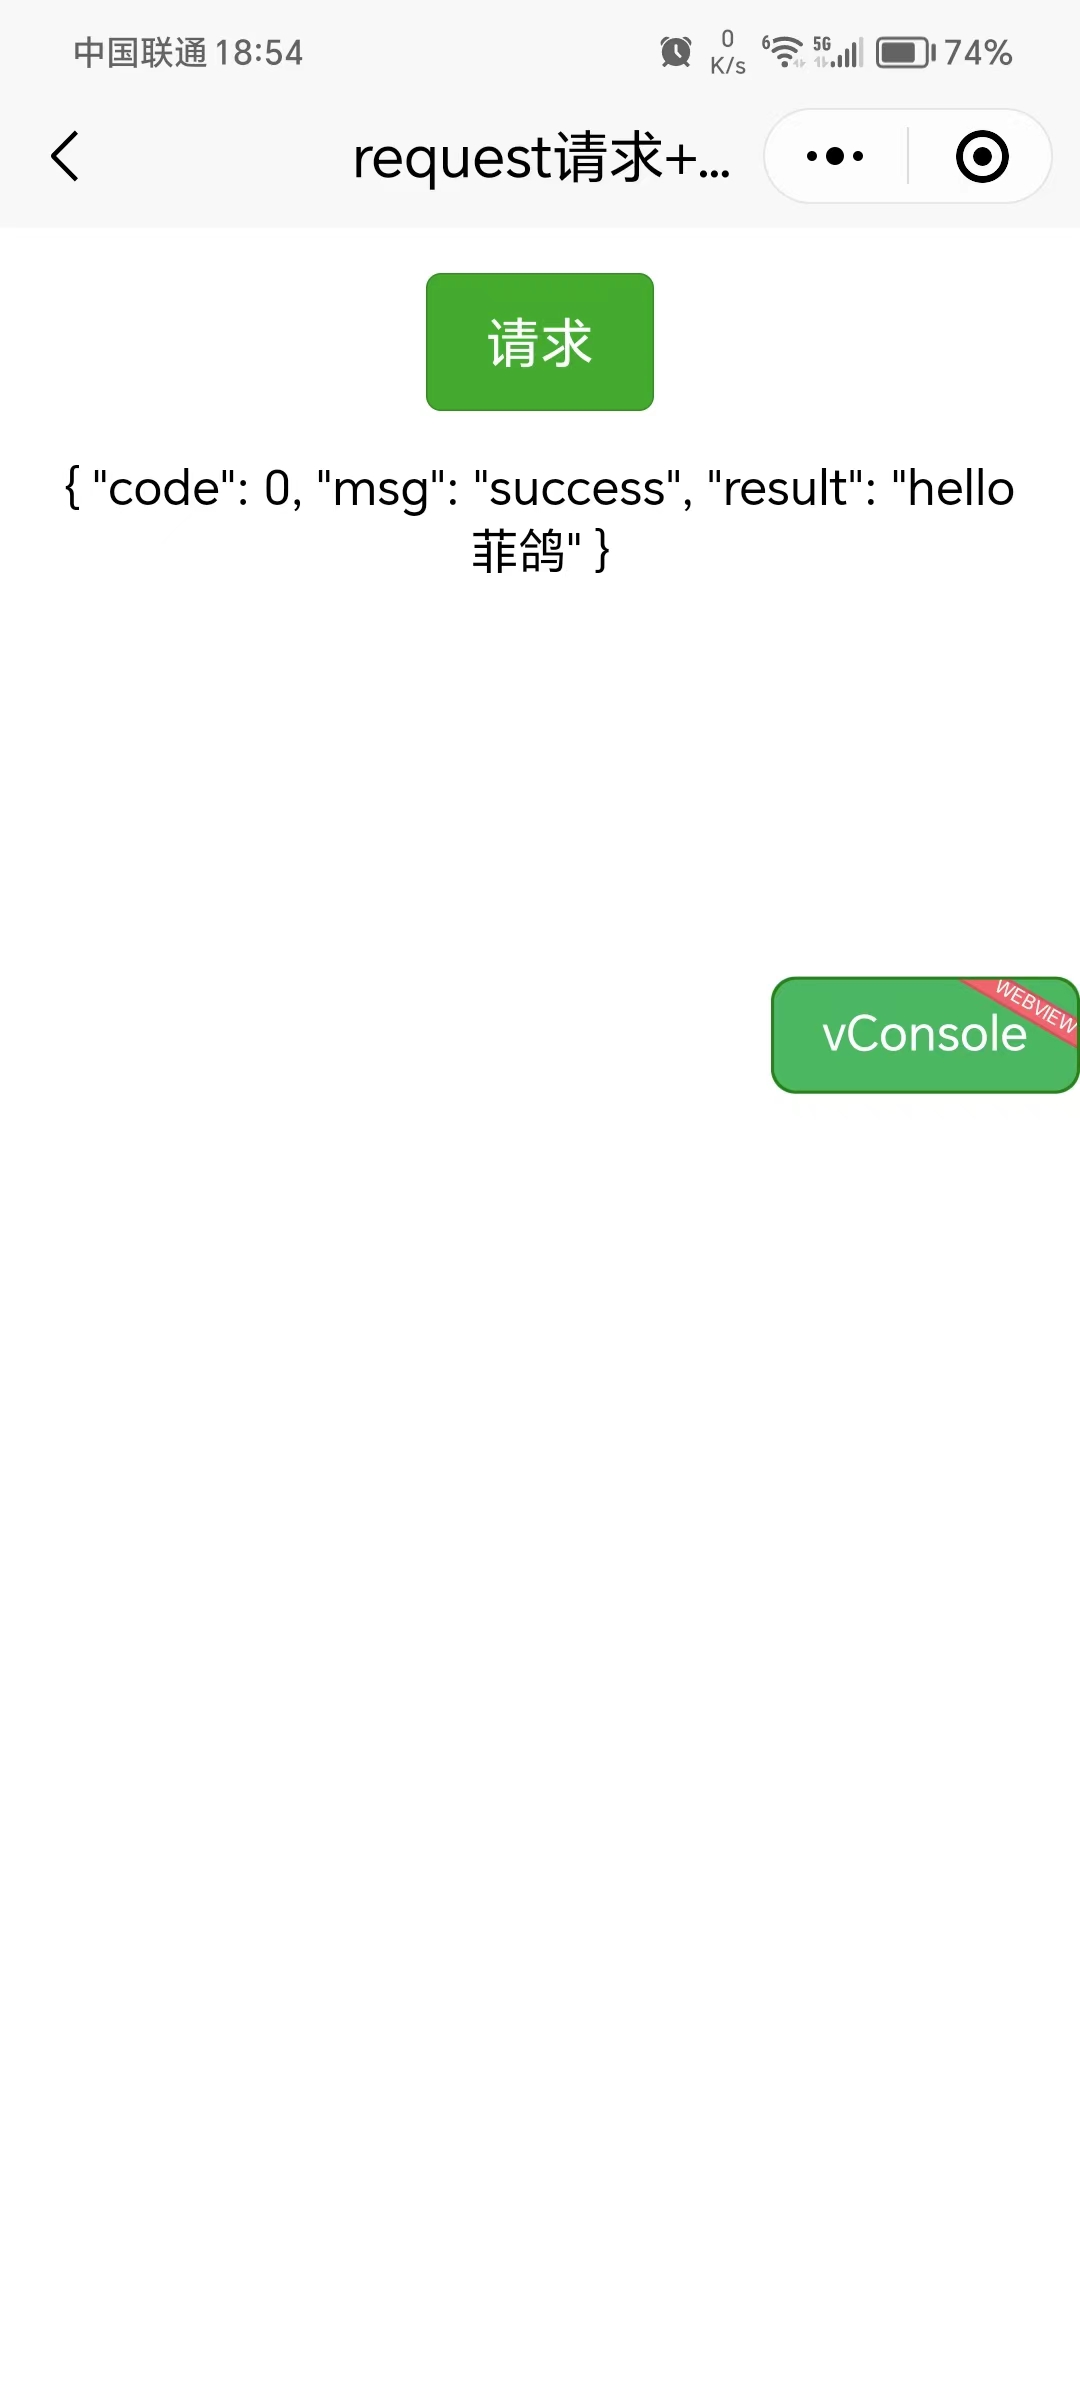 中国联通 18:54
0 K/s 6 5G 74%
request请求+...
请求
{ "code": 0, "msg": "success", "result": "hello
菲鸽" }
WEBVIEW
vConsole